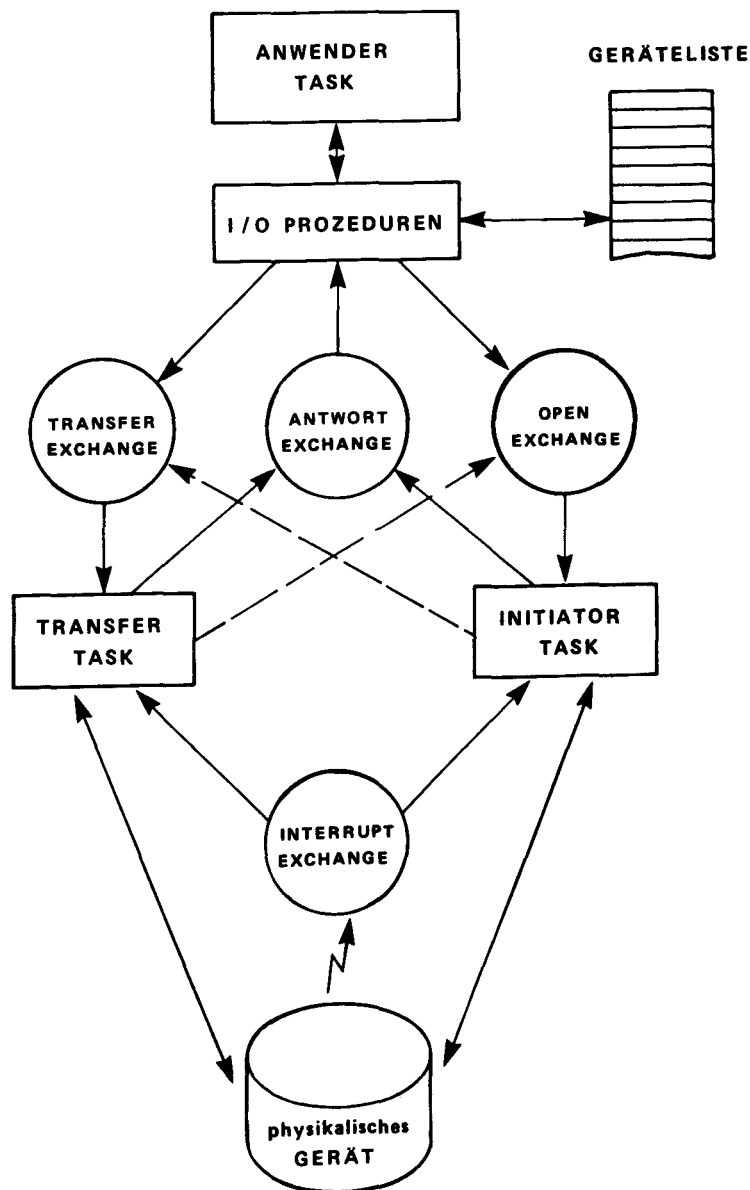 ANWENDER
TASK
GERÄTELISTE
I/O PROZEDUREN
TRANSFER
EXCHANGE
ANTWORT
EXCHANGE
OPEN
EXCHANGE
TRANSFER
TASK
INITIATOR
TASK
INTERRUPT
EXCHANGE
physikalisches
GERÄT